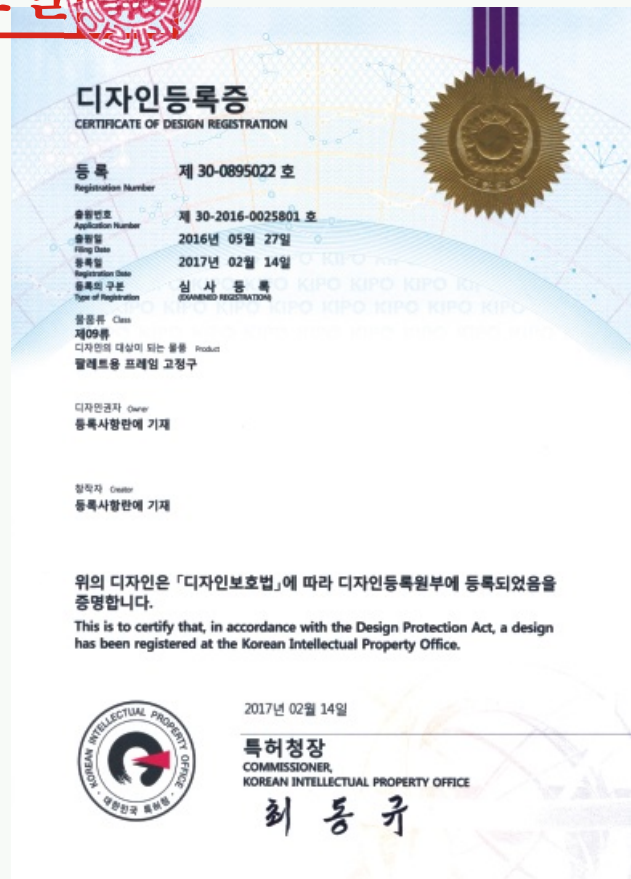 디자인등록증
CERTIFICATE OF DESIGN REGISTRATION
등 록 제 30-0895022 호
Registration Number
출원번호 제 30-2016-0025801 호
Application Number
출원일 2016년 05월 27일
Filing Date
등록일 2017년 02월 14일
Registration Date
등록의 구분 심 사 등 록
Type of Registration (EXAMINED REGISTRATION)
물품류 Class
제09류
디자인의 대상이 되는 물품 Product
팔레트용 프레임 고정구
디자인권자 Owner
등록사항란에 기재
창작자 Creator
등록사항란에 기재
위의 디자인은 「디자인보호법」에 따라 디자인등록원부에 등록되었음을
증명합니다.
This is to certify that, in accordance with the Design Protection Act, a design
has been registered at the Korean Intellectual Property Office.
2017년 02월 14일
특허청장
COMMISSIONER,
KOREAN INTELLECTUAL PROPERTY OFFICE
최 동 규
KOREAN INTELLECTUAL PROPERTY OFFICE
대한민국 특허청
KIPO KIPO KIPO KIPO